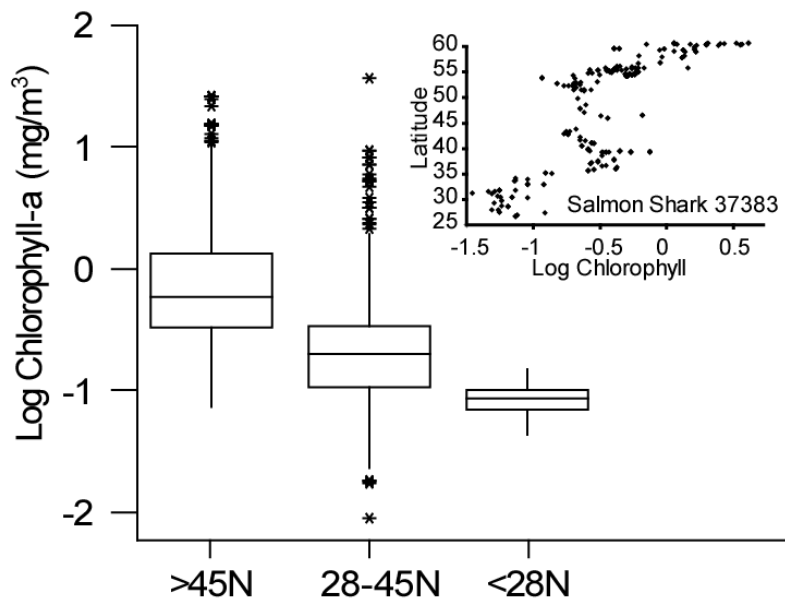 2
1
0
-1
-2
Log Chlorophyll-a (mg/m³)
>45N 28-45N <28N
60
55
50
45
40
35
30
25
Latitude
Salmon Shark 37383
-1.5 -1 -0.5 0 0.5
Log Chlorophyll